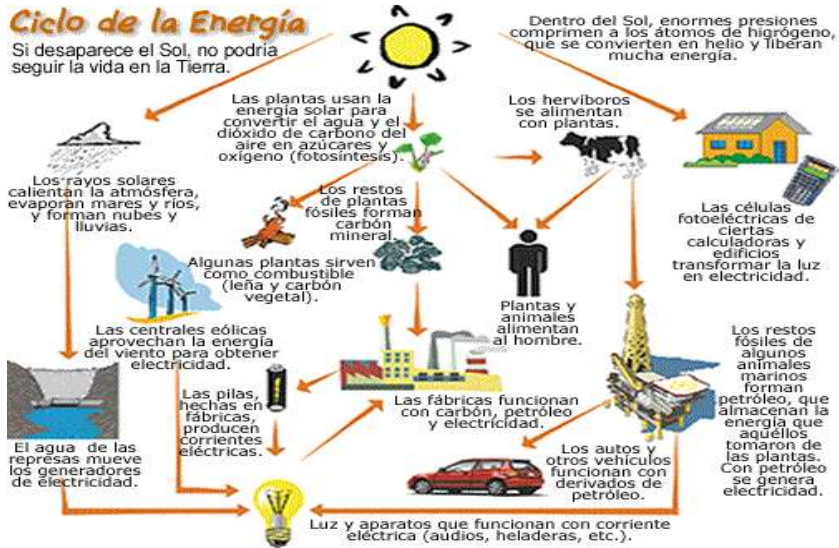 Ciclo de la Energía
Si desaparece el Sol, no podría
seguir la vida en la Tierra.
Dentro del Sol, enormes presiones
comprimen a los átomos de higrógeno,
que se convierten en helio y liberan
mucha energía.
Las plantas usan la
energía solar para
convertir el agua y el
dióxido de carbono del
aire en azúcares y
oxígeno (fotosíntesis).
Los hervíboros
se alimentan
con plantas.
Los rayos solares
calientan la atmósfera,
evaporan mares y ríos,
y forman nubes y
lluvias.
Los restos
de plantas
fósiles forman
carbón
mineral.
Algunas plantas sirven
como combustible
(leña y carbón
vegetal).
Plantas y
animales
alimentan
al hombre.
Las células
fotoeléctricas de
ciertas
calculadoras y
edificios
transformar la luz
en electricidad.
Las centrales eólicas
aprovechan la energía
del viento para obtener
electricidad.
Las pilas,
hechas en
fábricas,
producen
corrientes
eléctricas.
Las fábricas funcionan
con carbón, petróleo
y electricidad.
Los restos
fósiles de
algunos
animales
marinos
forman
petróleo, que
almacenan la
energía que
aquéllos
tomaron de
las plantas.
Con petróleo
se genera
electricidad.
El agua de las
represas mueve
los generadores
de electricidad.
Los autos y
otros vehículos
funcionan con
derivados de
petróleo.
Luz y aparatos que funcionan con corriente
eléctrica (audios, heladeras, etc.).